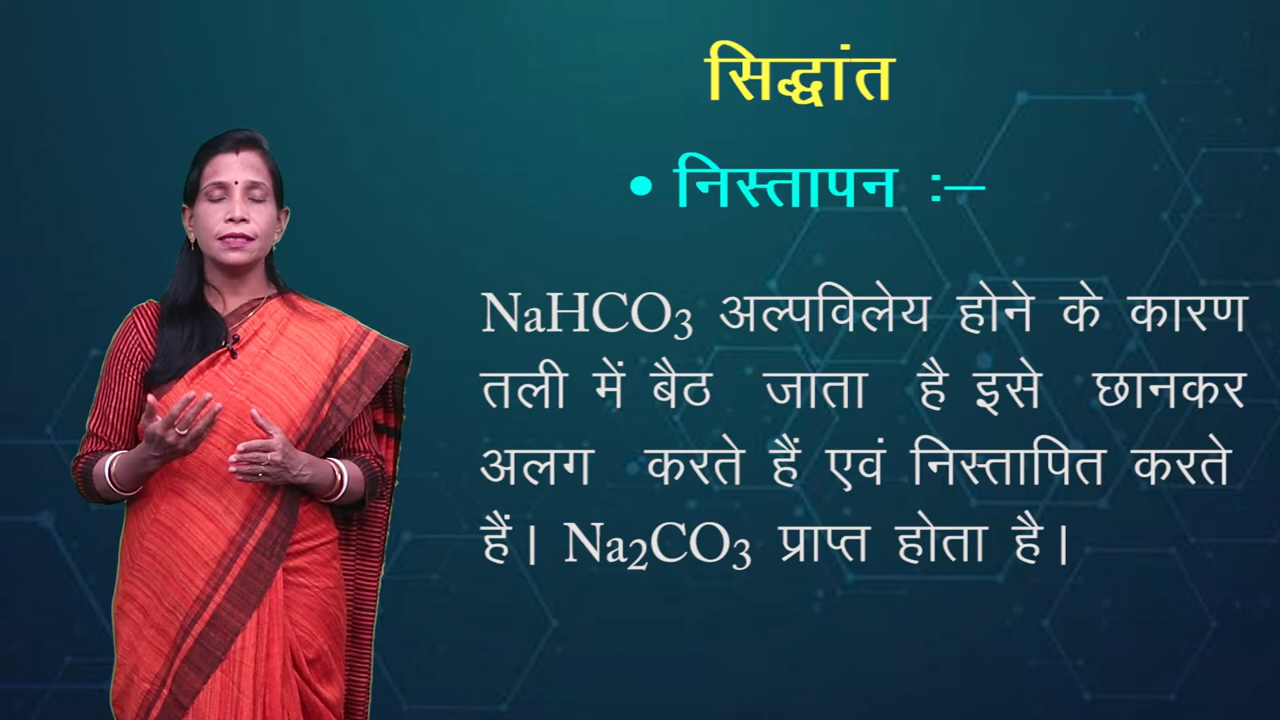 सिद्धांत
• निस्तापन :–
NaHCO3 अल्पविलेय होने के कारण
तली में बैठ जाता है इसे छानकर
अलग करते हैं एवं निस्तापित करते
हैं। Na2CO3 प्राप्त होता है।